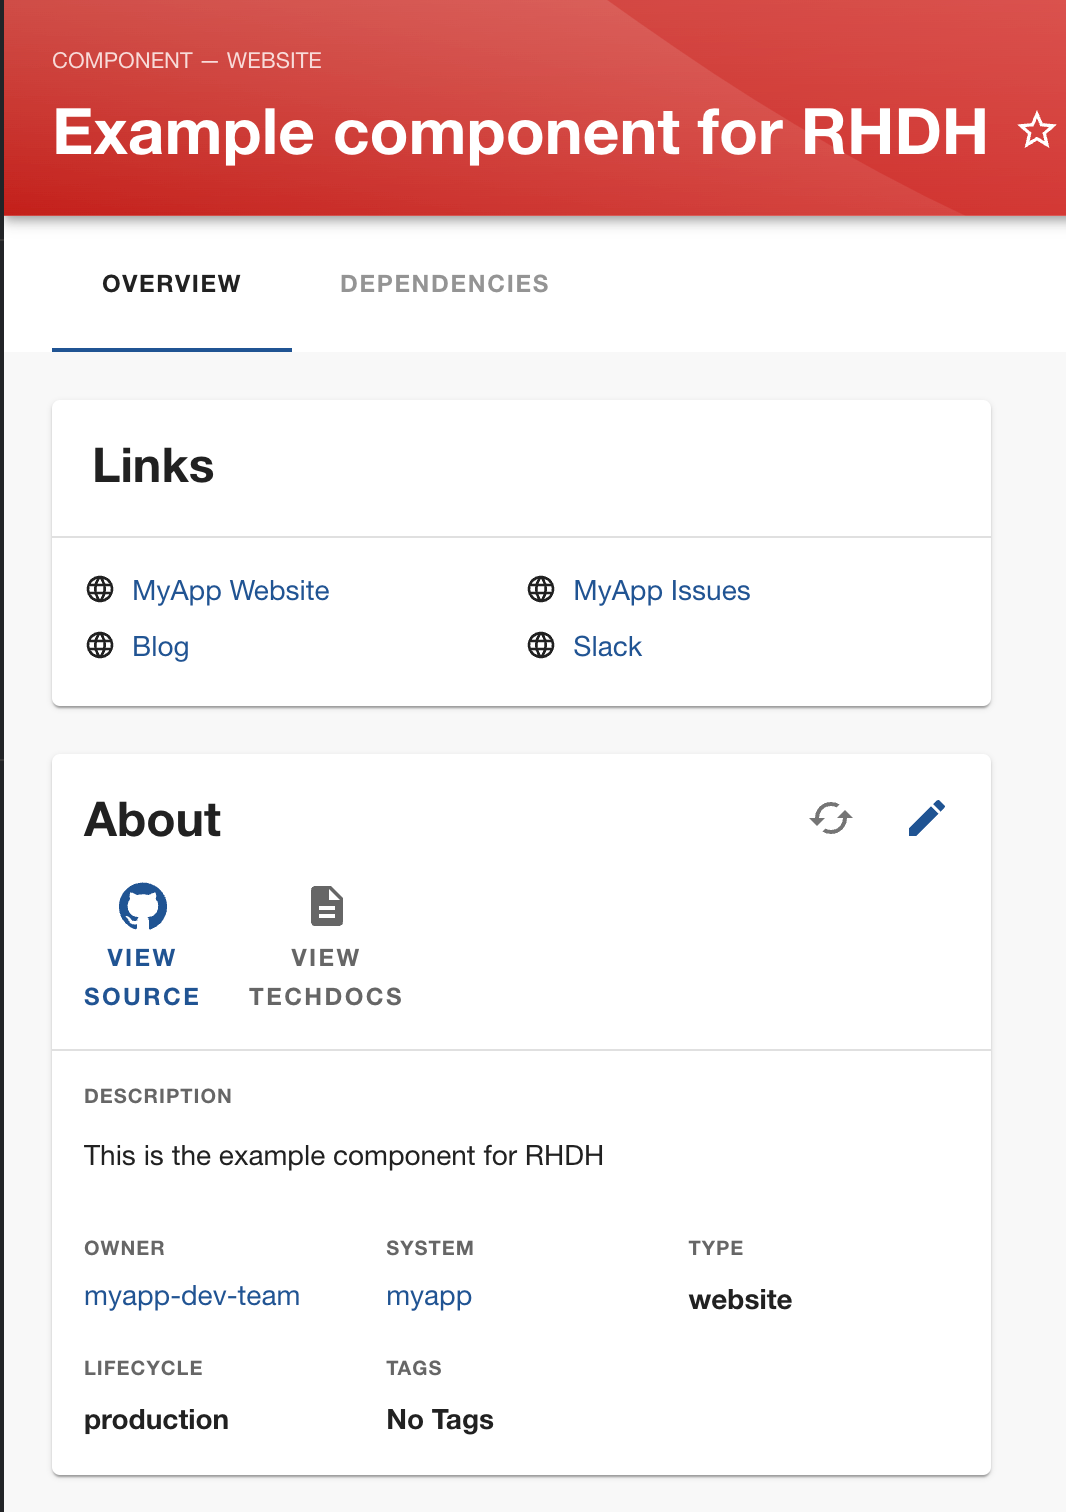 COMPONENT — WEBSITE
Example component for RHDH
OVERVIEW DEPENDENCIES
Links
MyApp Website MyApp Issues
Blog Slack
About
VIEW SOURCE
VIEW TECHDOCS
DESCRIPTION
This is the example component for RHDH
OWNER SYSTEM TYPE
myapp-dev-team myapp website
LIFECYCLE TAGS
production No Tags